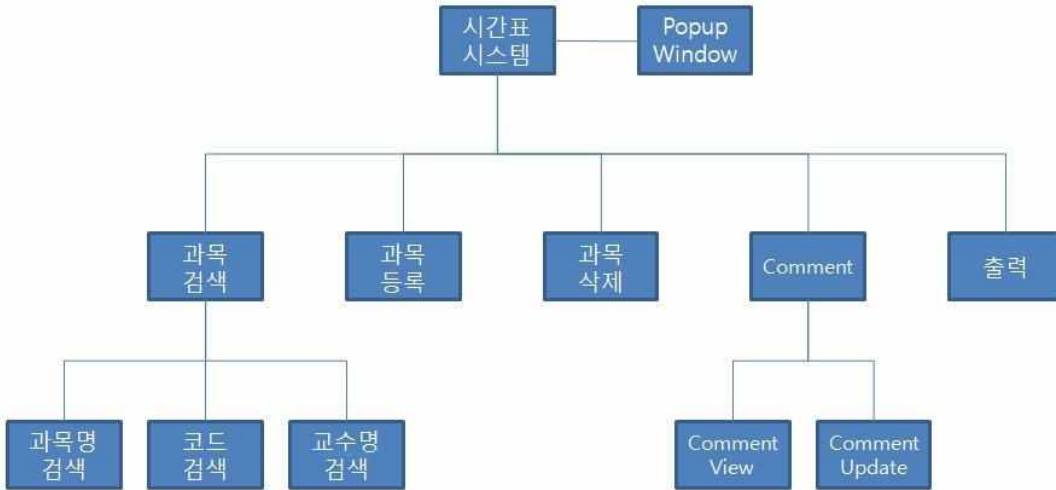 시간표
시스템
Popup
Window
과목
검색
과목
등록
과목
삭제
Comment
출력
과목명
검색
코드
검색
교수명
검색
Comment
View
Comment
Update